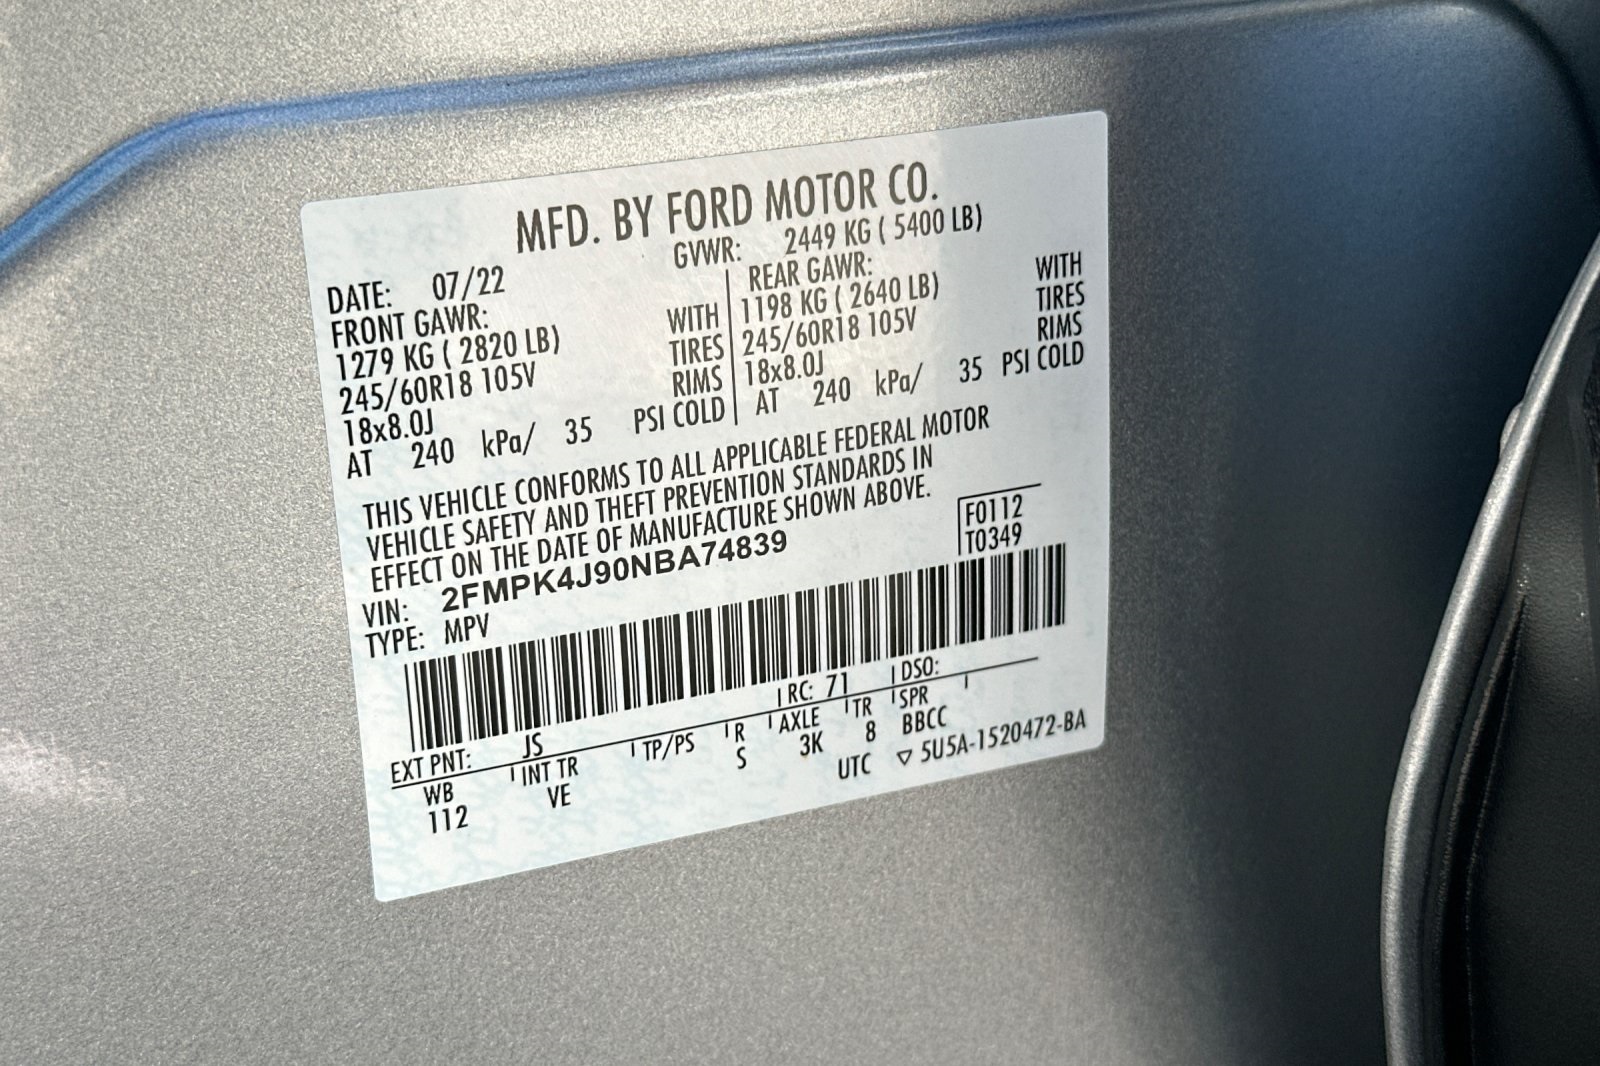 MFD. BY FORD MOTOR CO.
DATE: 07/22 GVWR: 2449 KG ( 5400 LB)
FRONT GAWR: REAR GAWR:
1279 KG ( 2820 LB) WITH 1198 KG ( 2640 LB) WITH
245/60R18 105V TIRES 245/60R18 105V TIRES
18x8.0J RIMS 18x8.0J RIMS
AT 240 kPa/ 35 PSI COLD AT 240 kPa/ 35 PSI COLD
THIS VEHICLE CONFORMS TO ALL APPLICABLE FEDERAL MOTOR
VEHICLE SAFETY AND THEFT PREVENTION STANDARDS IN
EFFECT ON THE DATE OF MANUFACTURE SHOWN ABOVE.
F0112
T0349
VIN: 2FMPK4J90NBA74839
TYPE: MPV
EXT PNT: JS RC: 71 DSO:
WB INT TR TP/PS R AXLE TR SPR
112 VE S 3K 8 BBCC
UTC ▽ 5U5A-1520472-BA